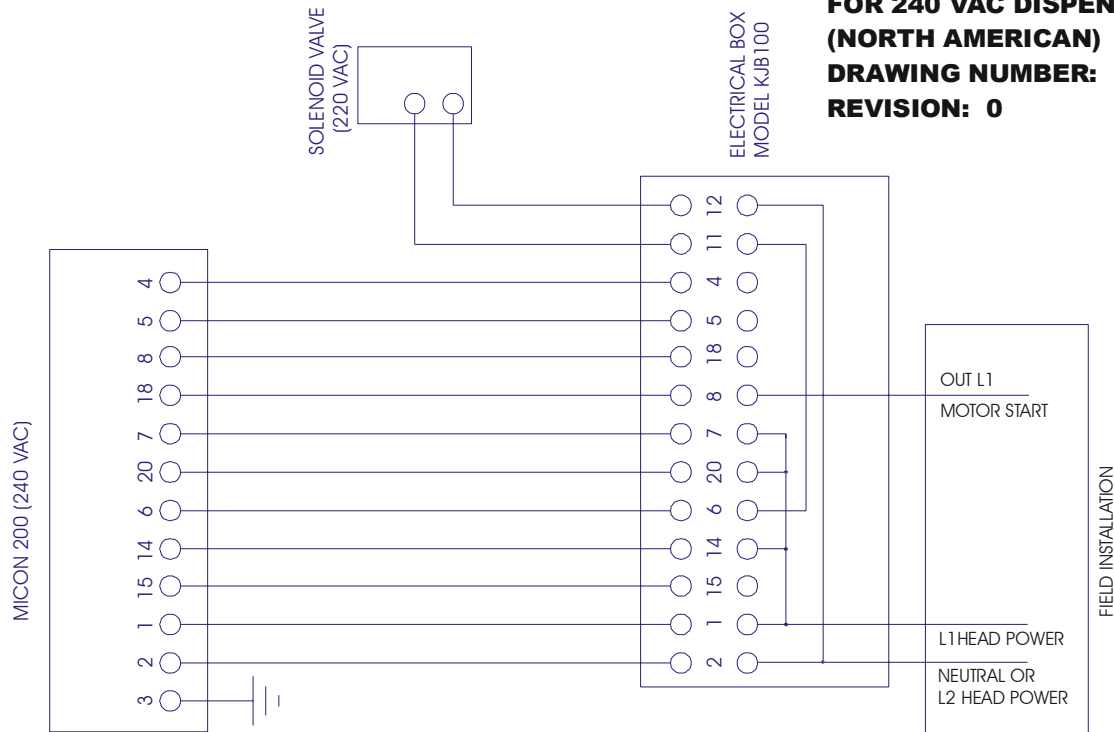 FOR 240 VAC DISPEN
(NORTH AMERICAN)
DRAWING NUMBER:
REVISION: 0
SOLENOID VALVE
(220 VAC)
ELECTRICAL BOX
MODEL KJB100
MICON 200 (240 VAC)
4
5
8
18
7
20
6
14
15
1
2
3
12
11
4
5
18
8
7
20
6
14
15
1
2
OUT L1
MOTOR START
L1HEAD POWER
NEUTRAL OR
L2 HEAD POWER
FIELD INSTALLATION